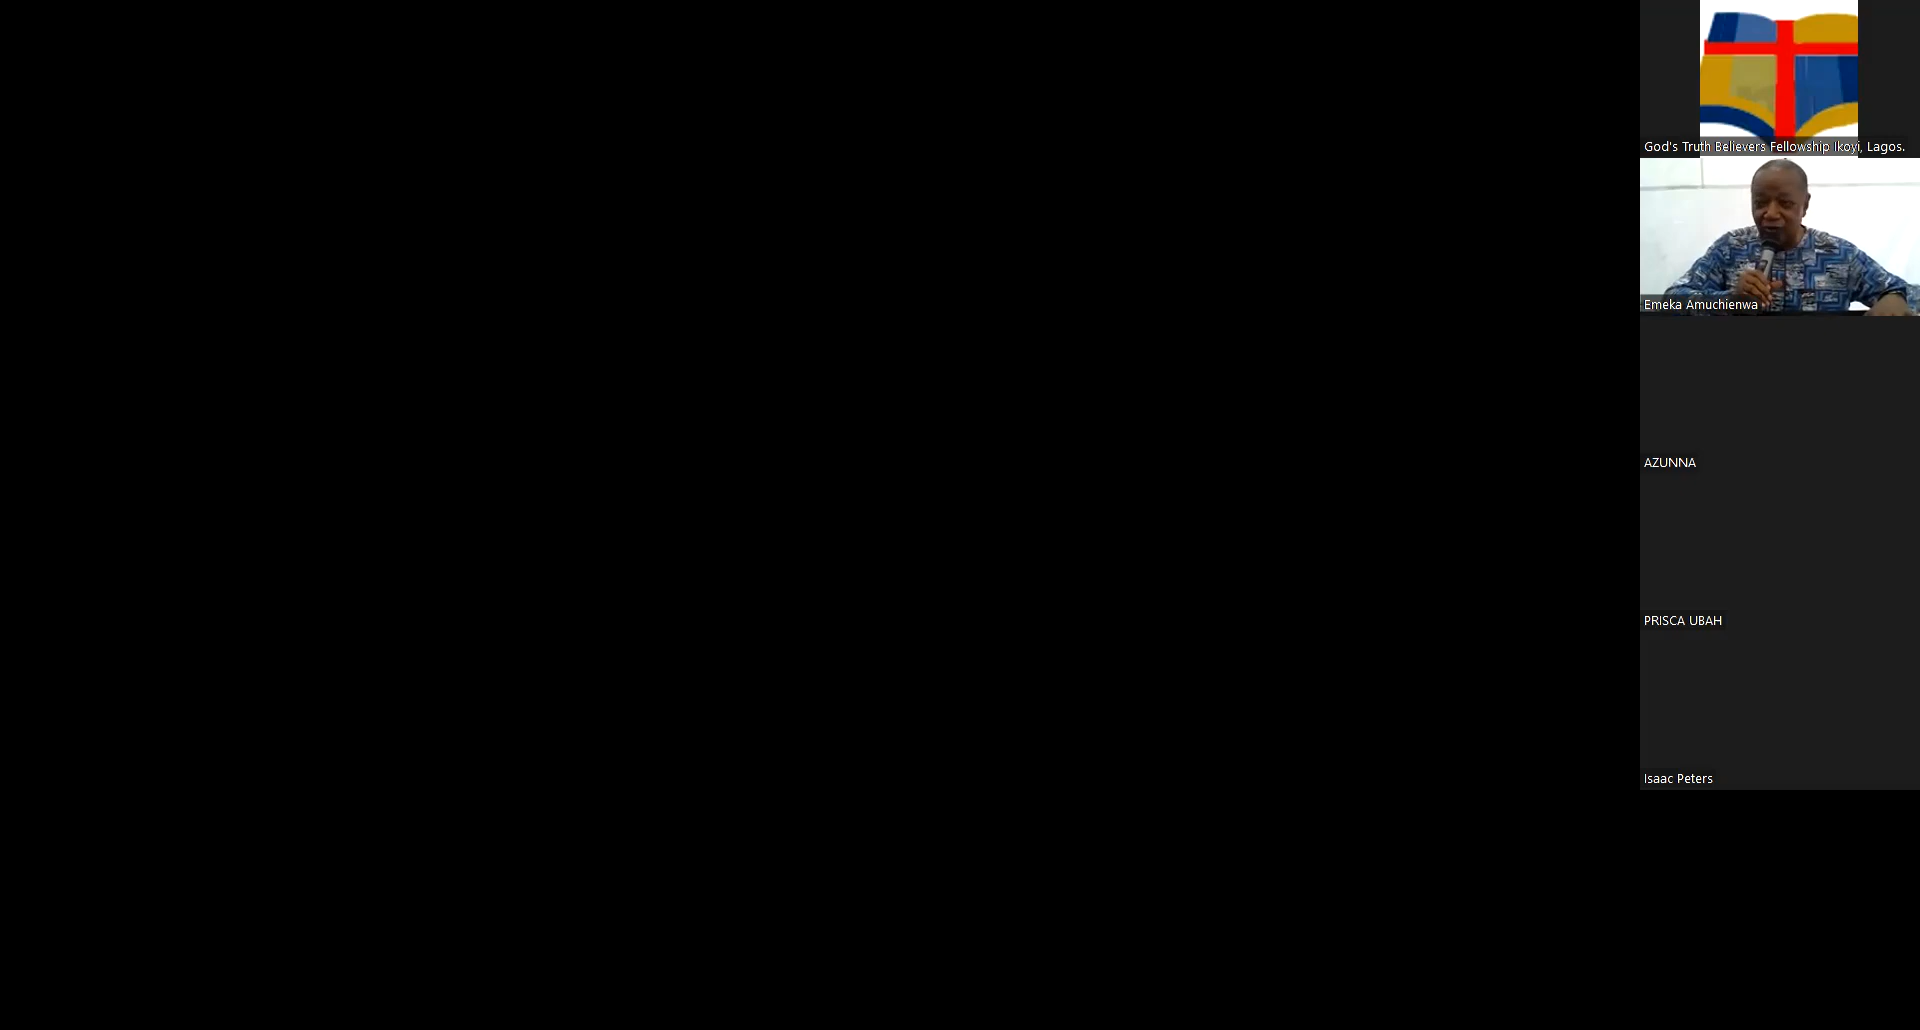 God's Truth Believers Fellowship Ikoyi, Lagos.
Emeka Amuchienwa
AZUNNA
PRISCA UBAH
Isaac Peters